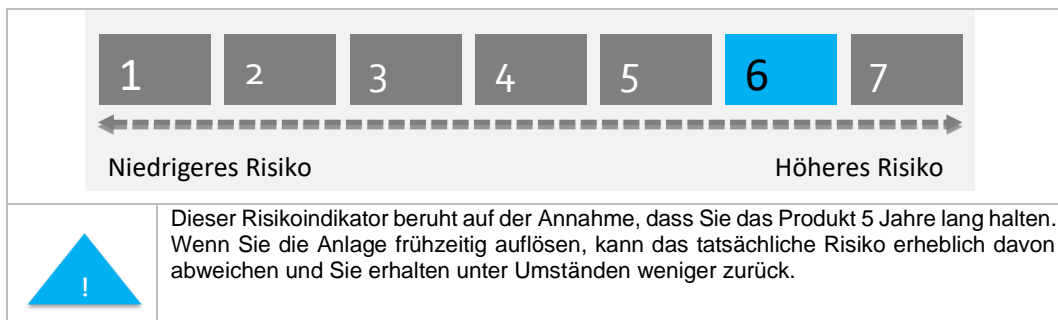 1 2 3 4 5 6 7
Niedrigeres Risiko Höheres Risiko
Dieser Risikoindikator beruht auf der Annahme, dass Sie das Produkt 5 Jahre lang halten.
Wenn Sie die Anlage frühzeitig auflösen, kann das tatsächliche Risiko erheblich davon
abweichen und Sie erhalten unter Umständen weniger zurück.
!